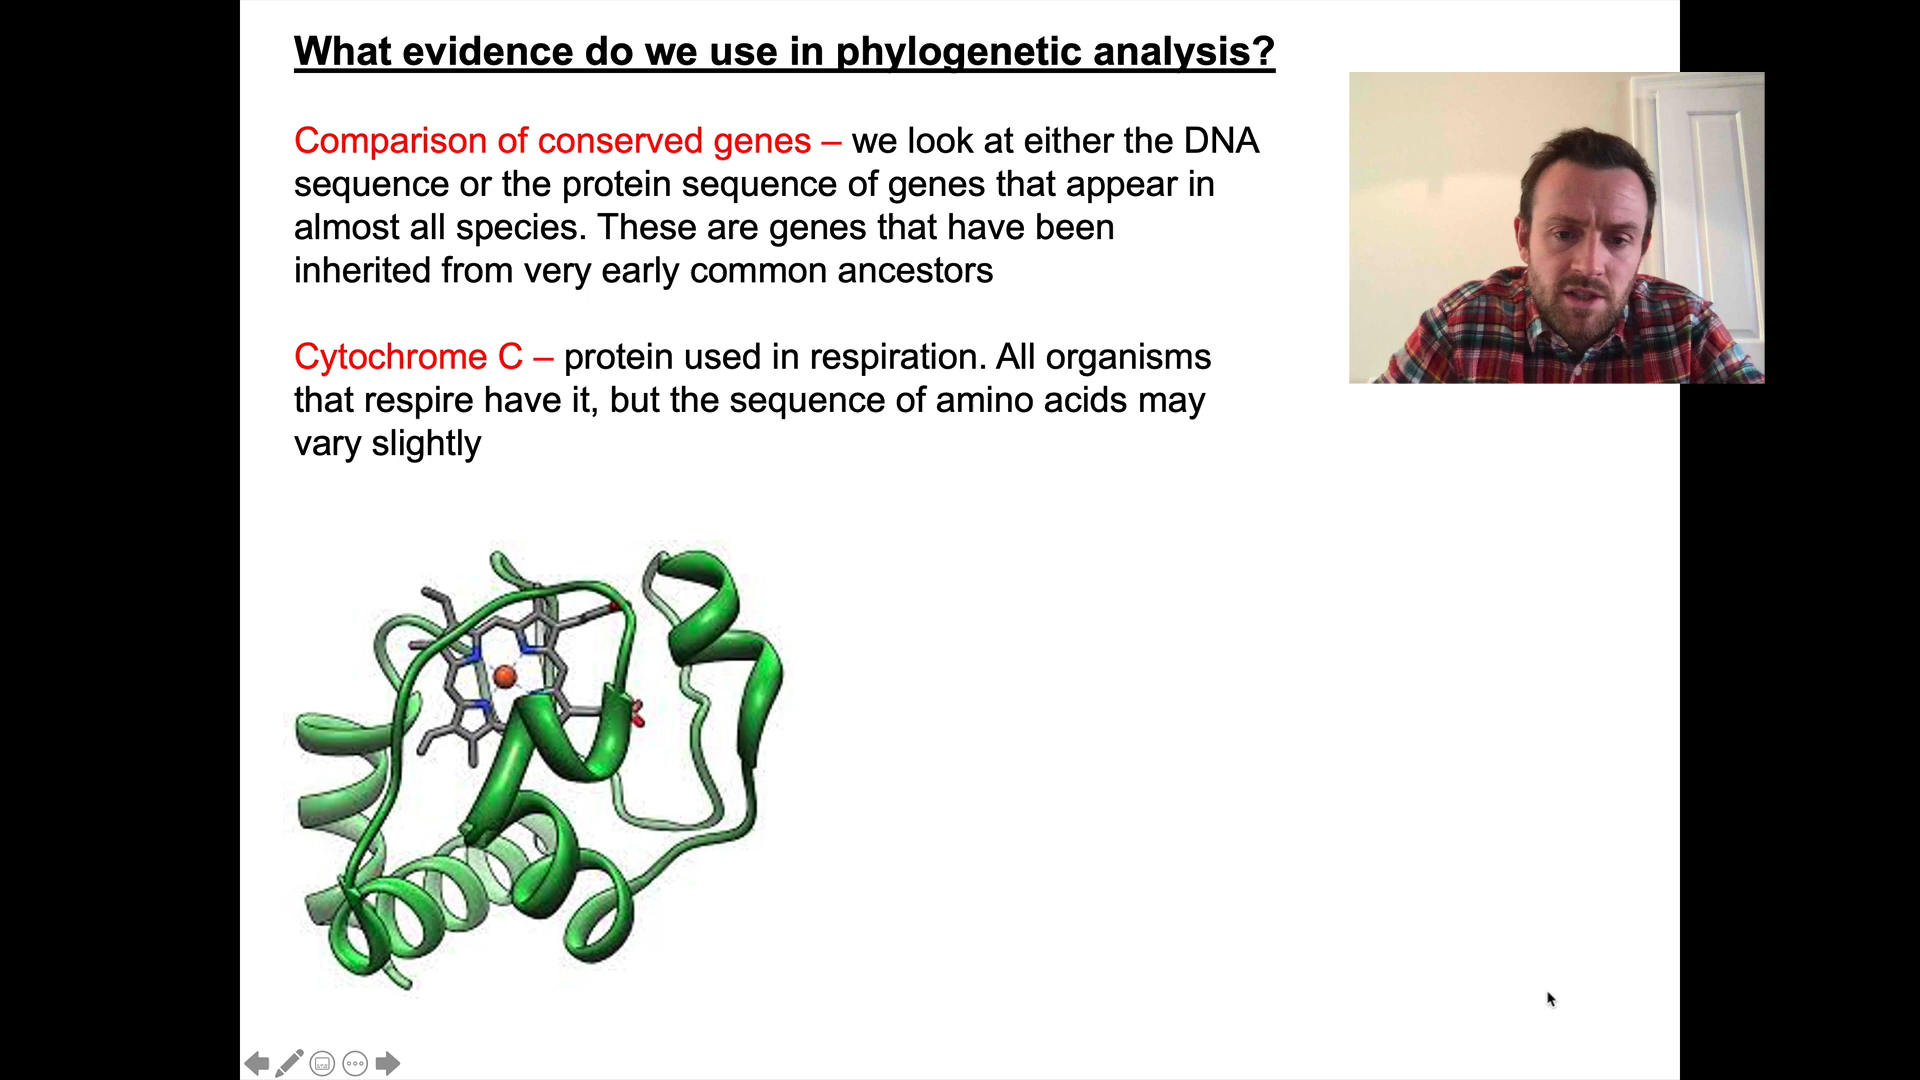 What evidence do we use in phylogenetic analysis?
Comparison of conserved genes – we look at either the DNA
sequence or the protein sequence of genes that appear in
almost all species. These are genes that have been
inherited from very early common ancestors
Cytochrome C – protein used in respiration. All organisms
that respire have it, but the sequence of amino acids may
vary slightly